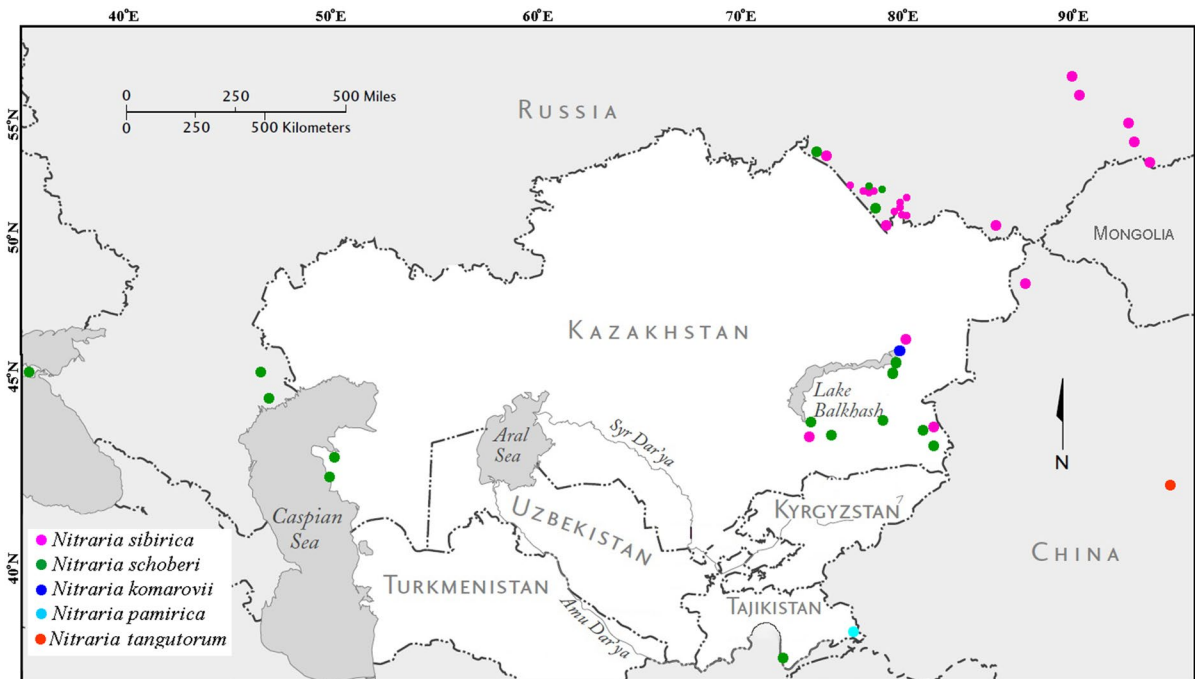 40°E 50°E 60°E 70°E 80°E 90°E
0 250 500 Miles
0 250 500 Kilometers
RUSSIA
55°N
50°N
MONGOLIA
KAZAKHSTAN
45°N
Lake
Balkhash
Aral
Sea
Syr Dar'ya
N
Caspian
Sea
UZBEKISTAN
KYRGYZSTAN
CHINA
40°N
TURKMENISTAN
TAJIKISTAN
Amu Dar'ya
Nitraria sibirica
Nitraria schoberi
Nitraria komarovii
Nitraria pamirica
Nitraria tangutorum